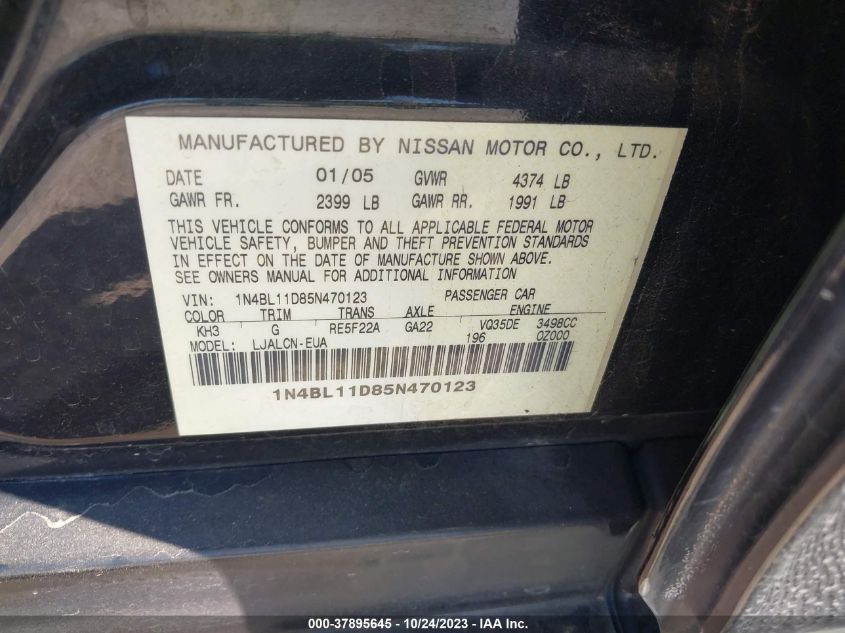 MANUFACTURED BY NISSAN MOTOR CO., LTD.
DATE 01/05 GVWR 4374 LB
GAWR FR. 2399 LB GAWR RR. 1991 LB
THIS VEHICLE CONFORMS TO ALL APPLICABLE FEDERAL MOTOR
VEHICLE SAFETY, BUMPER AND THEFT PREVENTION STANDARDS
IN EFFECT ON THE DATE OF MANUFACTURE SHOWN ABOVE.
SEE OWNERS MANUAL FOR ADDITIONAL INFORMATION
VIN: 1N4BL11D85N470123 PASSENGER CAR
COLOR TRIM TRANS AXLE ENGINE
KH3 G RE5F22A GA22 VQ35DE 3498CC
MODEL: LJALCN-EUA 196 0Z000
1N4BL11D85N470123
000-37895645 - 10/24/2023 - IAA Inc.